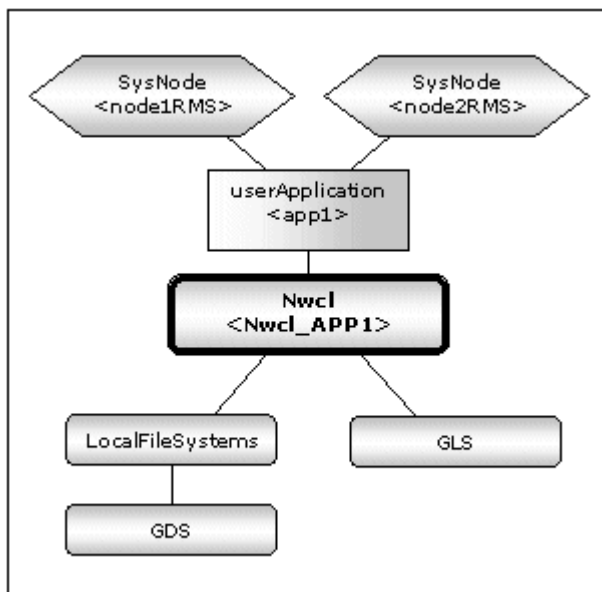 SysNode
<node1RMS>
SysNode
<node2RMS>
userApplication
<app1>
Nwcl
<Nwcl_APP1>
LocalFileSystems
GLS
GDS